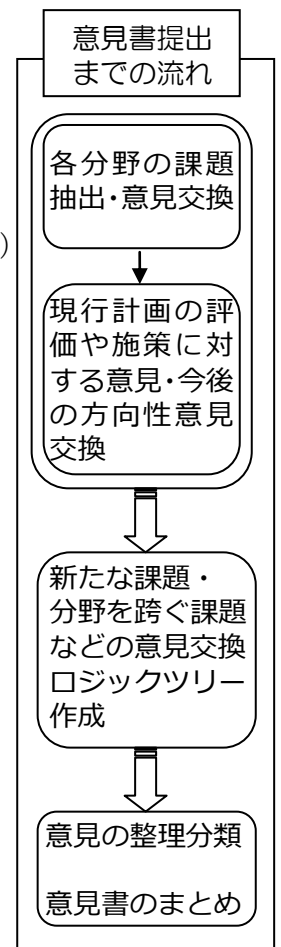 意見書提出
までの流れ
各分野の課題
抽出・意見交換
)
現行計画の評
価や施策に対
する意見・今後
の方向性意見
交換
新たな課題・
分野を跨ぐ課題
などの意見交換
ロジックツリー
作成
意見の整理分類
意見書のまとめ